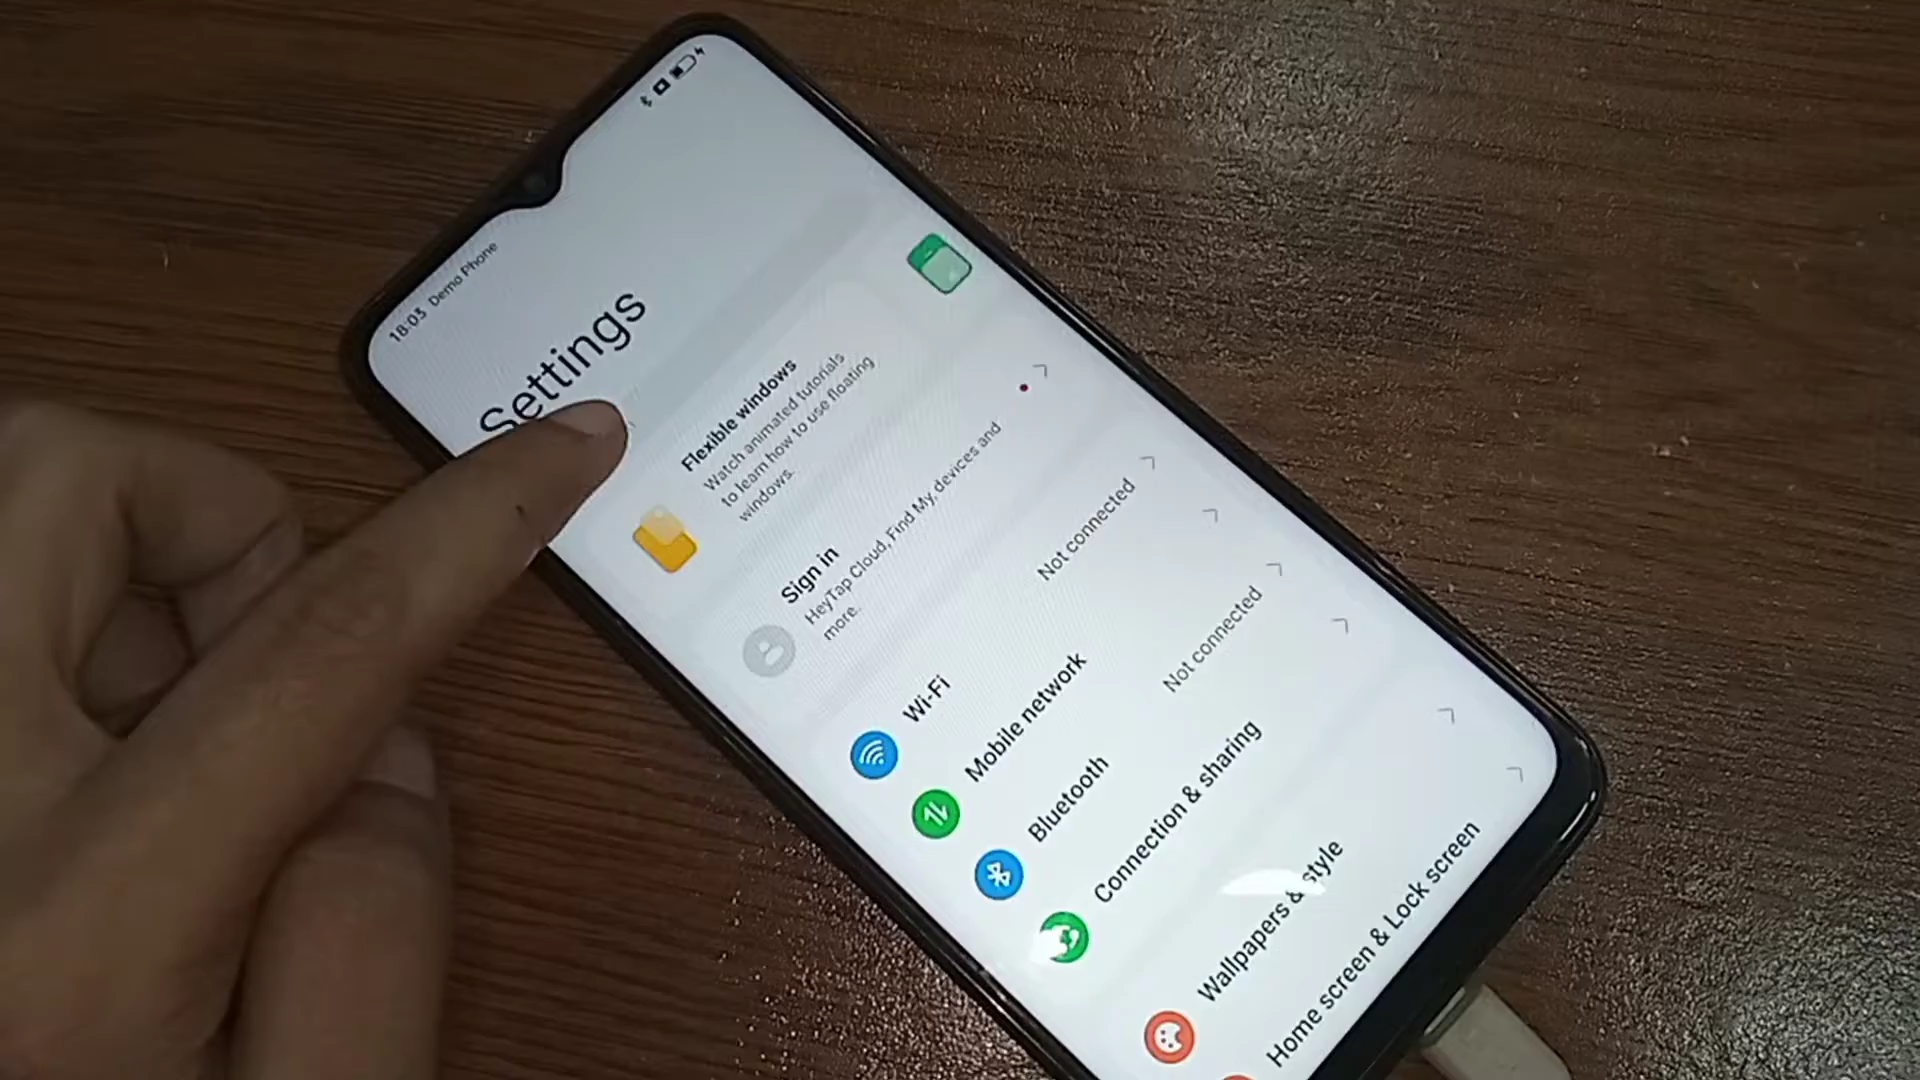 18:03 Demo Phone
Settings
Flexible windows
Watch animated tutorials
to learn how to use floating
windows.
Sign in
HeyTap Cloud, Find My, devices and
more.
Wi-Fi
Not connected
Mobile network
Bluetooth
Not connected
Connection & sharing
Wallpapers & style
Home screen & Lock screen